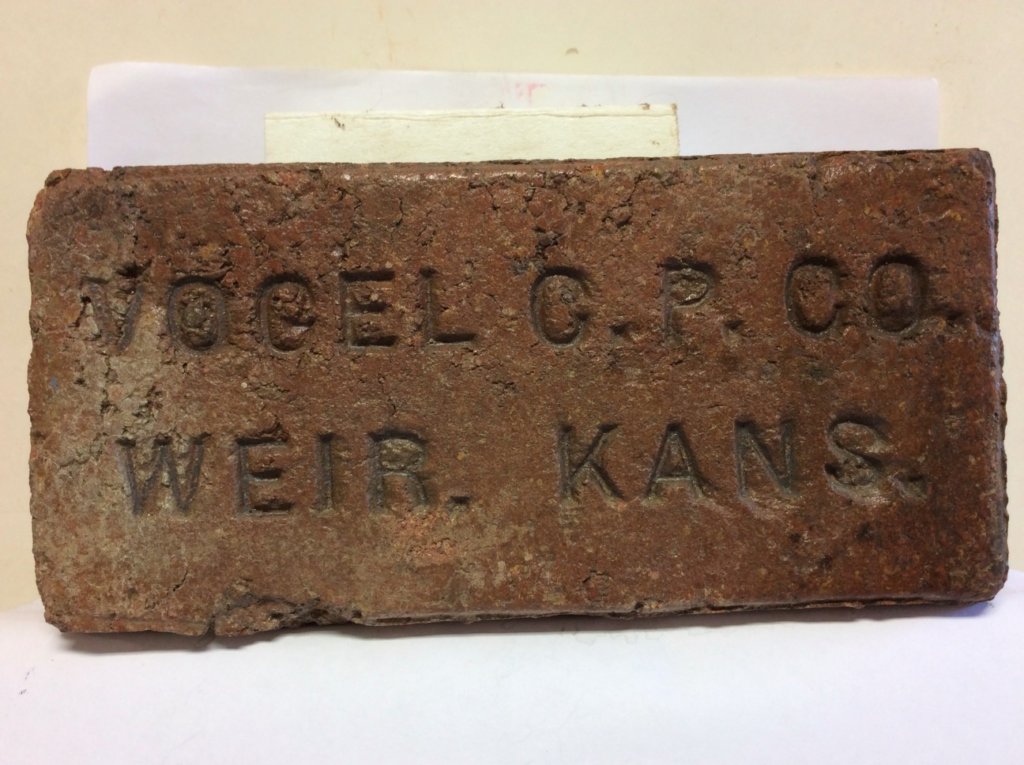 VOGEL C.P. CO.
WEIR. KANS.